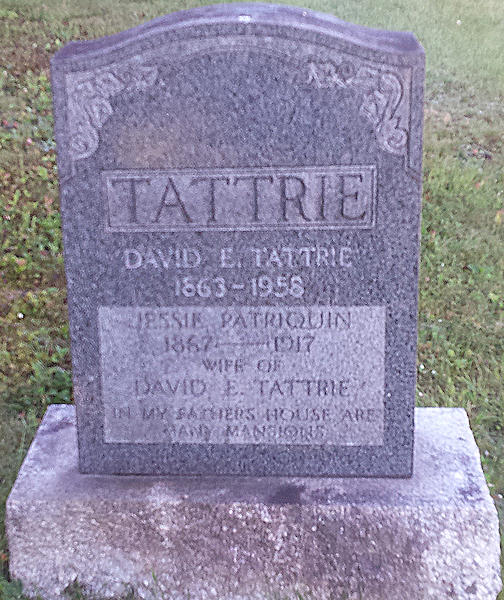 TATTRIE
DAVID E. TATTRIE
1863-1958
JESSIE PATRIQUIN
1867-1917
WIFE OF
DAVID E. TATTRIE
IN MY FATHERS HOUSE ARE
MANY MANSIONS